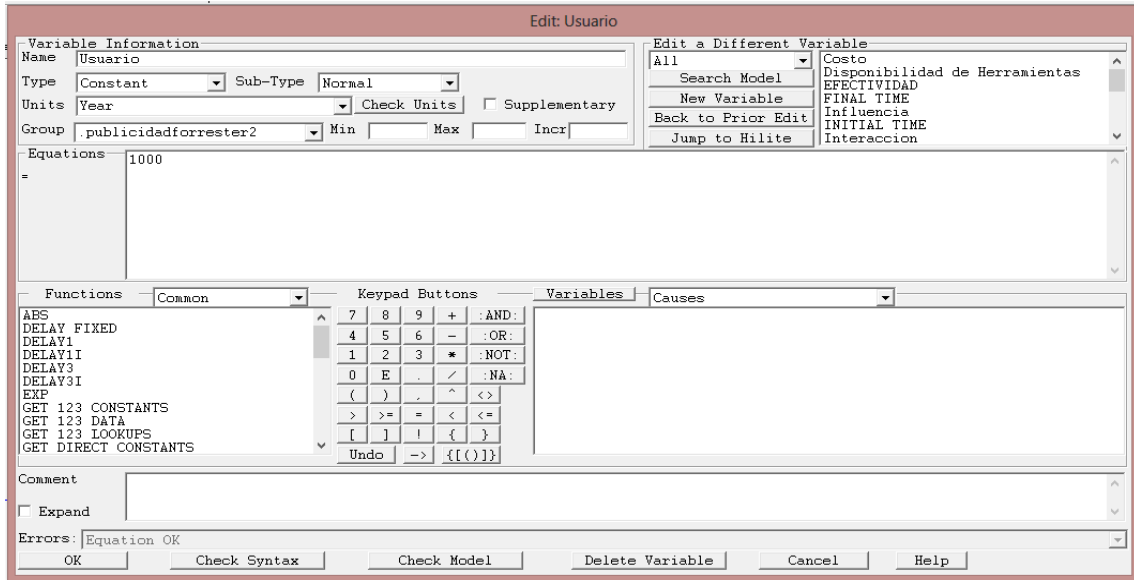 Edit: Usuario
Variable Information
Name Usuario
Type Constant Sub-Type Normal
Units Year Check Units Supplementary
Group .publicidadforrester2 Min Max Incr
Edit a Different Variable
All
Search Model
New Variable
Back to Prior Edit
Jump to Hilite
Costo
Disponibilidad de Herramientas
EFECTIVIDAD
FINAL TIME
Influencia
INITIAL TIME
Interaccion
Equations
=
1000
Functions Common
ABS
DELAY FIXED
DELAY1
DELAY1I
DELAY3
DELAY3I
EXP
GET 123 CONSTANTS
GET 123 DATA
GET 123 LOOKUPS
GET DIRECT CONSTANTS
Keypad Buttons
7 8 9 + :AND:
4 5 6 - :OR:
1 2 3 * :NOT:
0 E . / :NA:
( ) , ^ <>
> >= = < <=
[ ] ! { }
Undo -> {[()]}
Variables Causes
Comment
Expand
Errors: Equation OK
OK Check Syntax Check Model Delete Variable Cancel Help